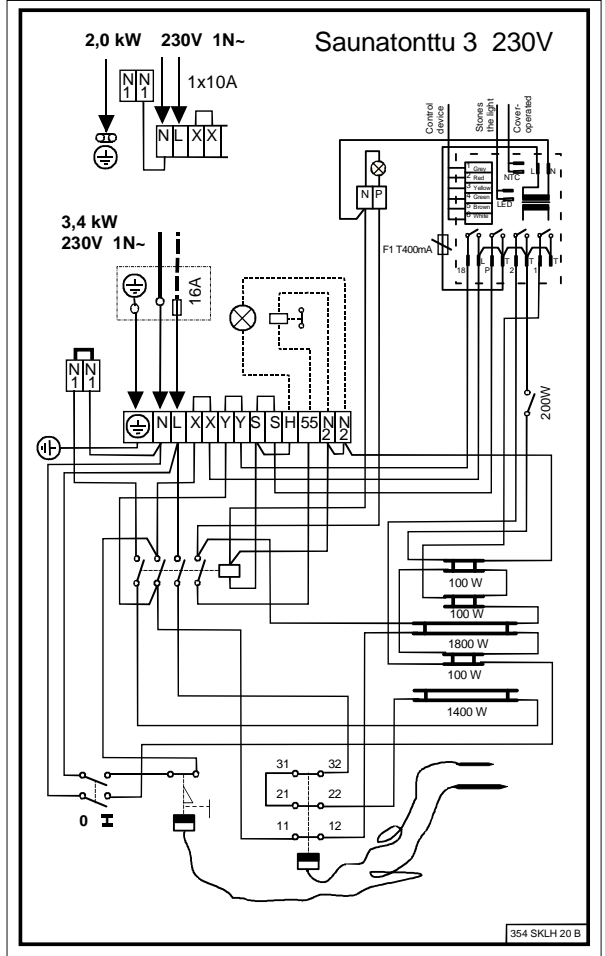 2,0 kW 230V 1N~
Saunatonttu 3 230V
N 1 N 1
1x10A
N L X X
Control device
Stones the light
Cover-operated
1 Grey
2 Red
3 Yellow
4 Green
5 Brown
6 White
NTC
LED
L N
N P
F1 T400mA
18 L P T 2 T 1 T
3,4 kW
230V 1N~
16A
200W
N 1 N 1
N L X X Y Y S S H 55 N 2 N 2
100 W
100 W
1800 W
100 W
1400 W
31 32
21 22
11 12
0 I
354 SKLH 20 B